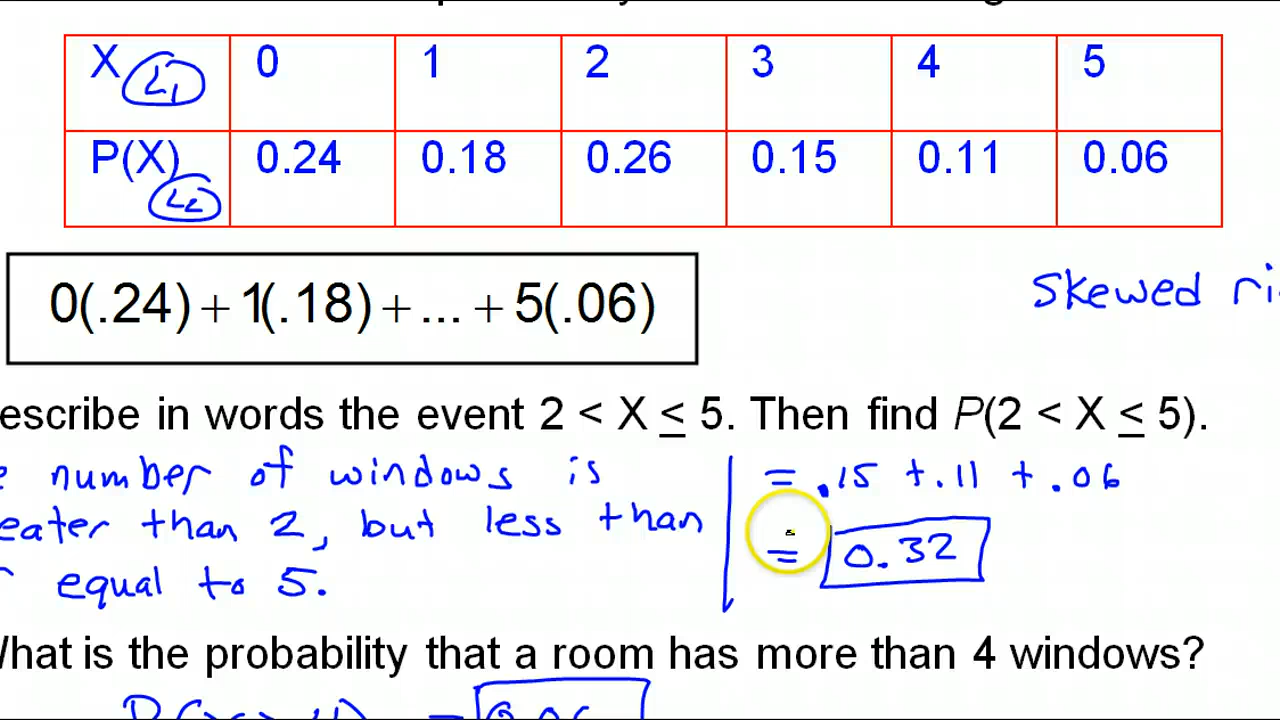 X L1 0 1 2 3 4 5
P(X) L2 0.24 0.18 0.26 0.15 0.11 0.06
0(.24) + 1(.18) + ... + 5(.06)
skewed ri
escribe in words the event 2 < X ≤ 5. Then find P(2 < X ≤ 5).
e number of windows is
eater than 2, but less than
equal to 5.
= .15 + .11 + .06
= 0.32
What is the probability that a room has more than 4 windows?